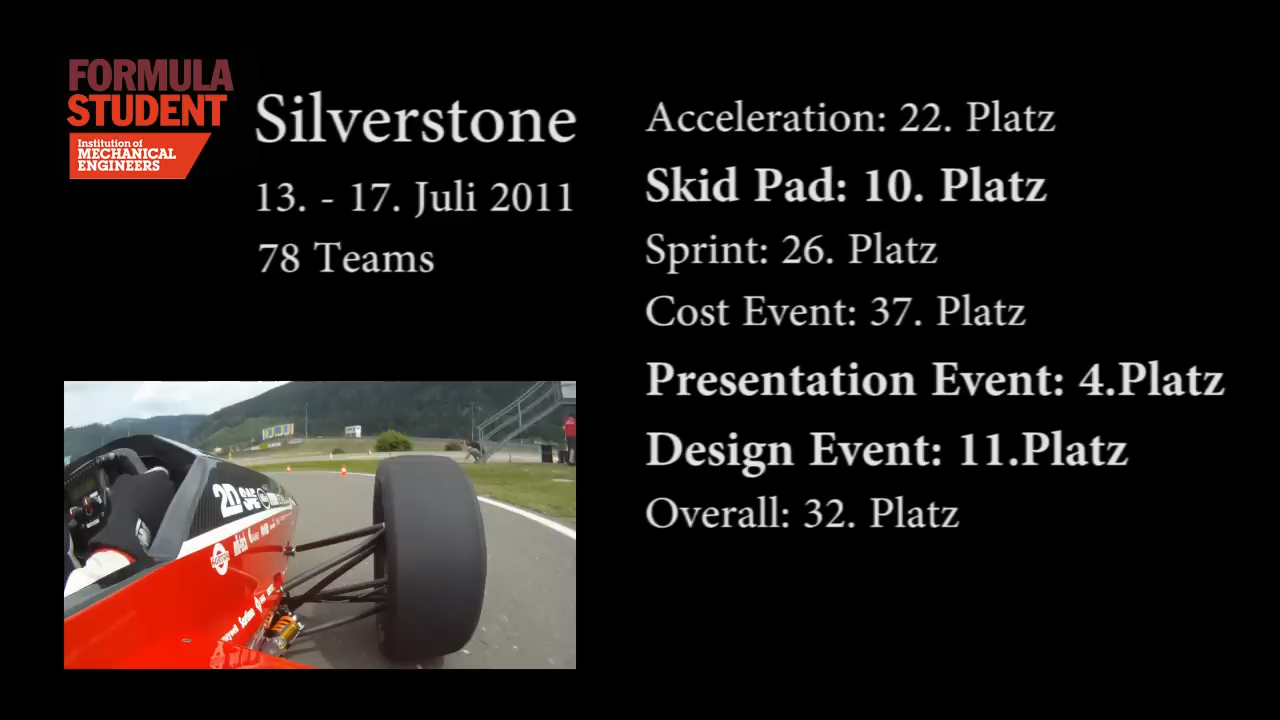 FORMULA
STUDENT
Institution of
MECHANICAL
ENGINEERS
Silverstone
13. - 17. Juli 2011
78 Teams
Acceleration: 22. Platz
Skid Pad: 10. Platz
Sprint: 26. Platz
Cost Event: 37. Platz
Presentation Event: 4.Platz
Design Event: 11.Platz
Overall: 32. Platz
2D SAE